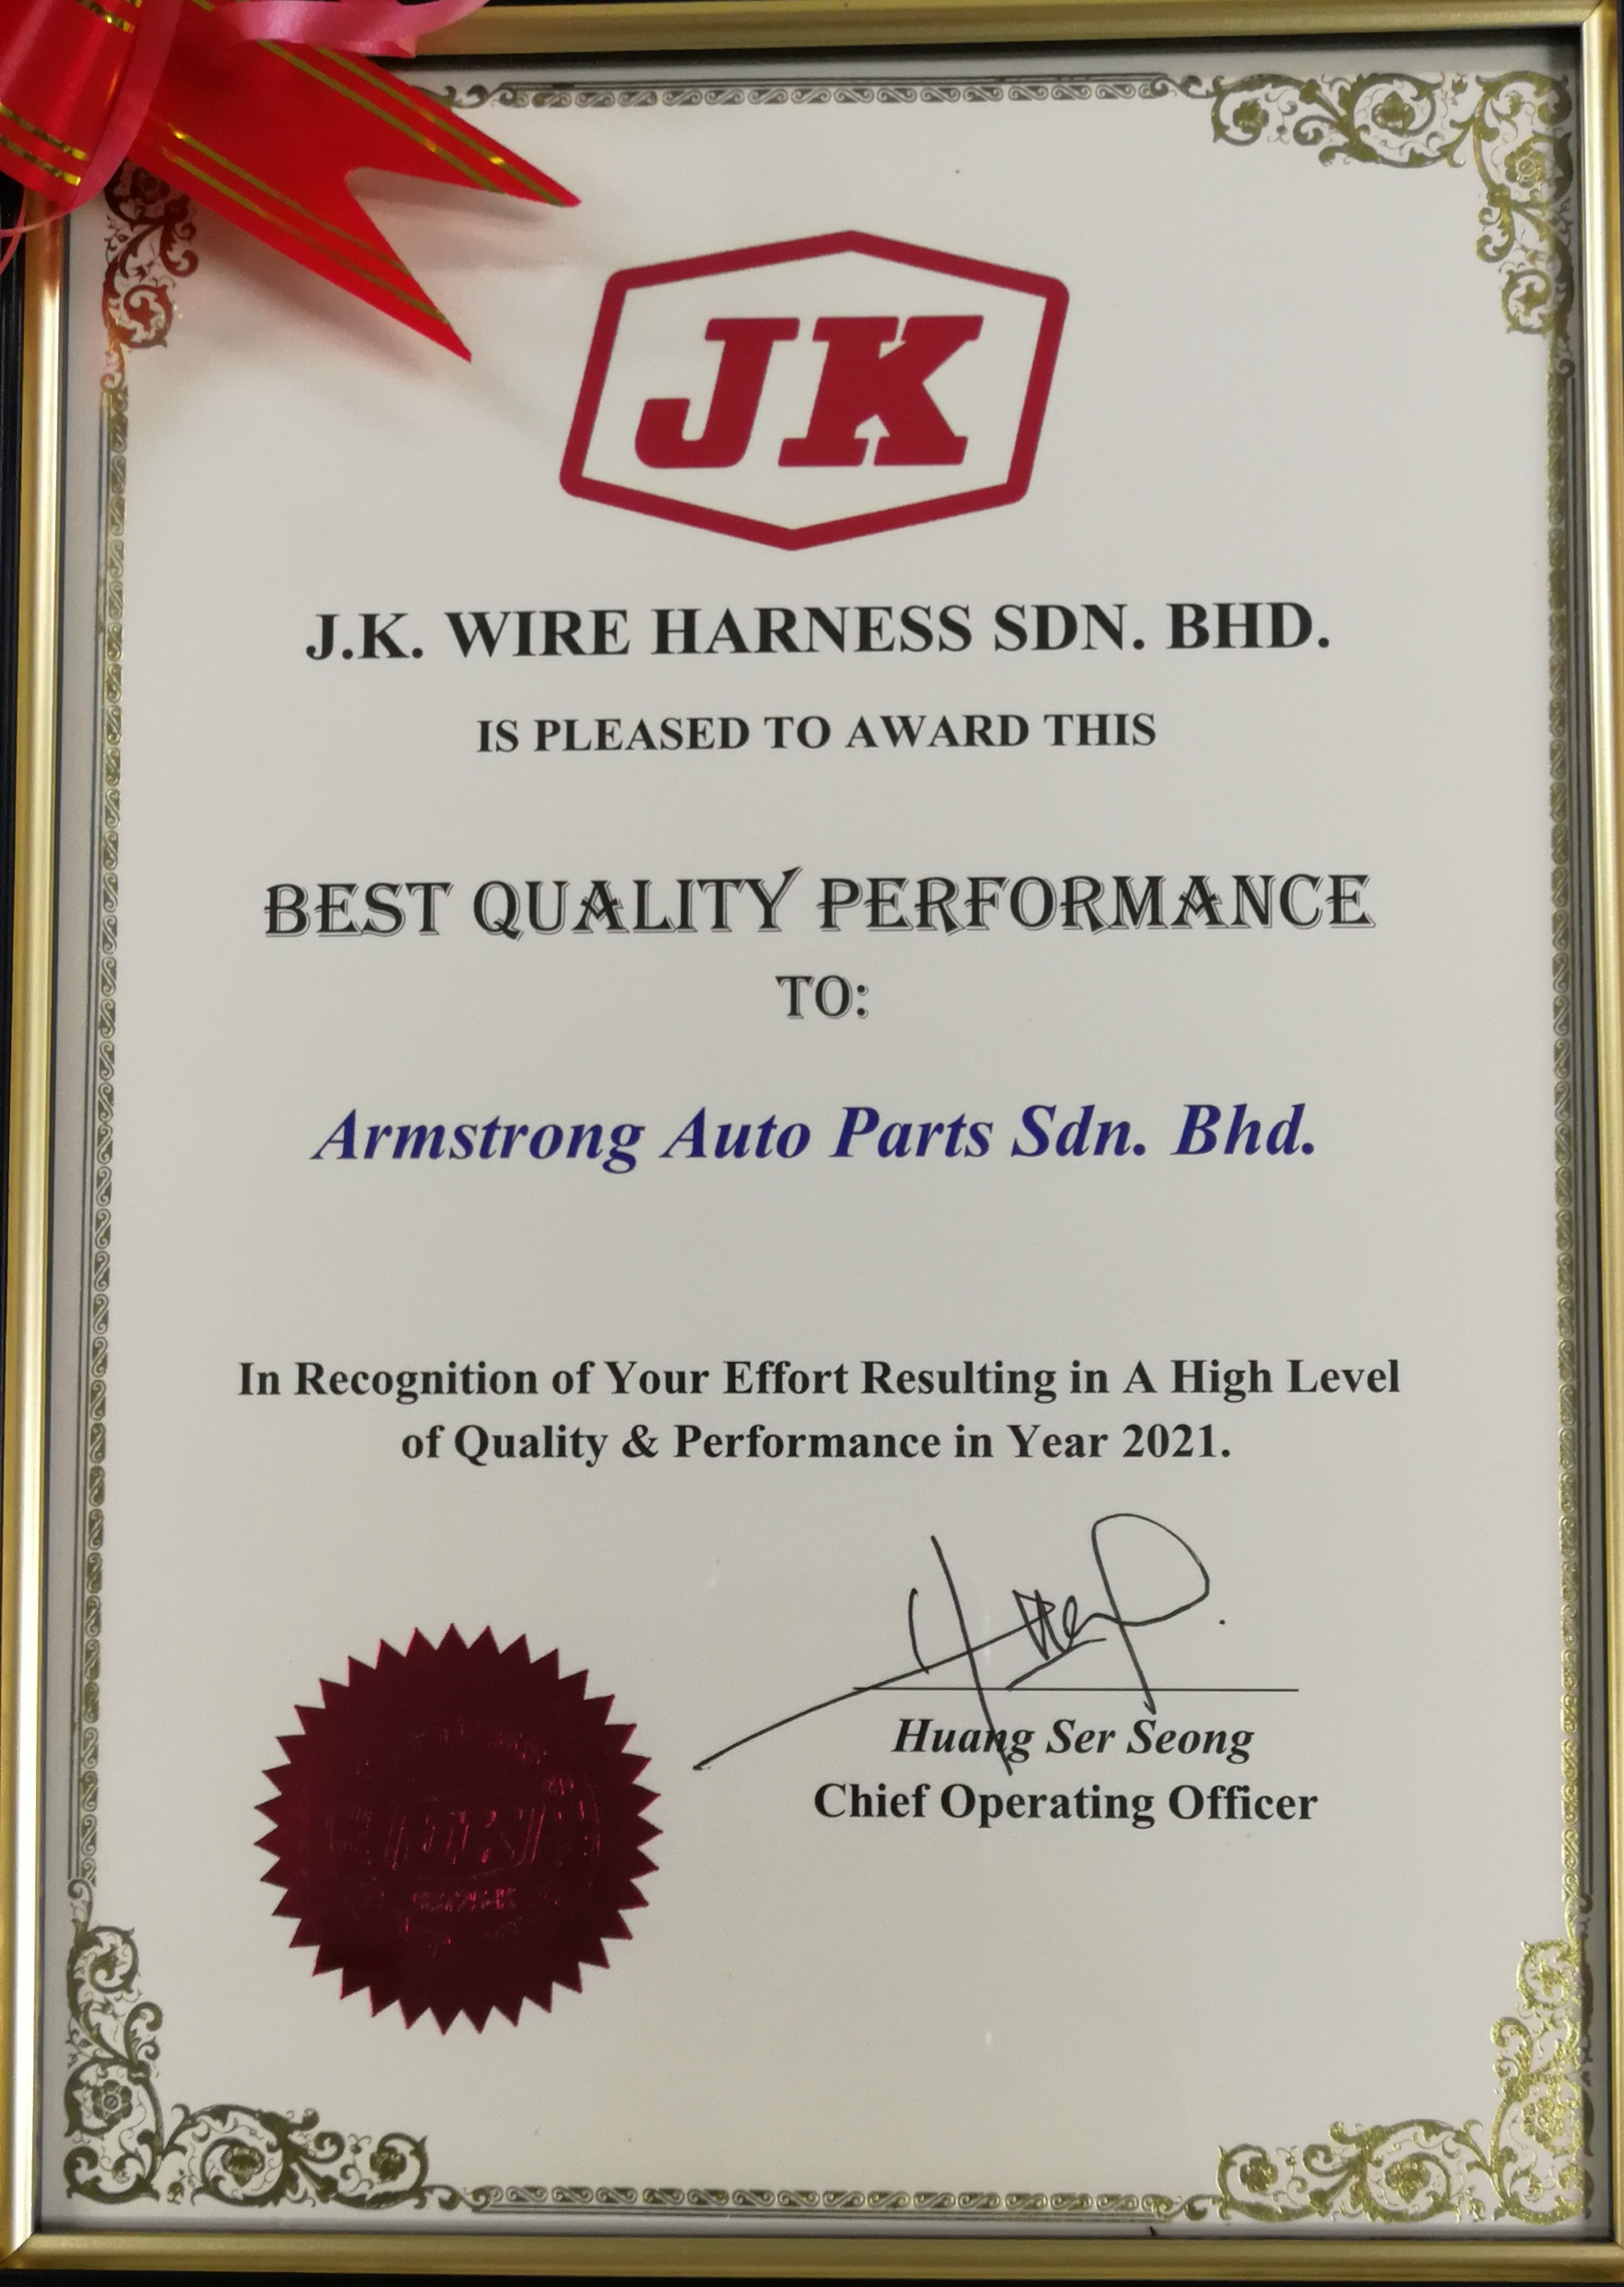 JK
J.K. WIRE HARNESS SDN. BHD.
IS PLEASED TO AWARD THIS
BEST QUALITY PERFORMANCE
TO:
Armstrong Auto Parts Sdn. Bhd.
In Recognition of Your Effort Resulting in A High Level
of Quality & Performance in Year 2021.
Huang Ser Seong
Chief Operating Officer